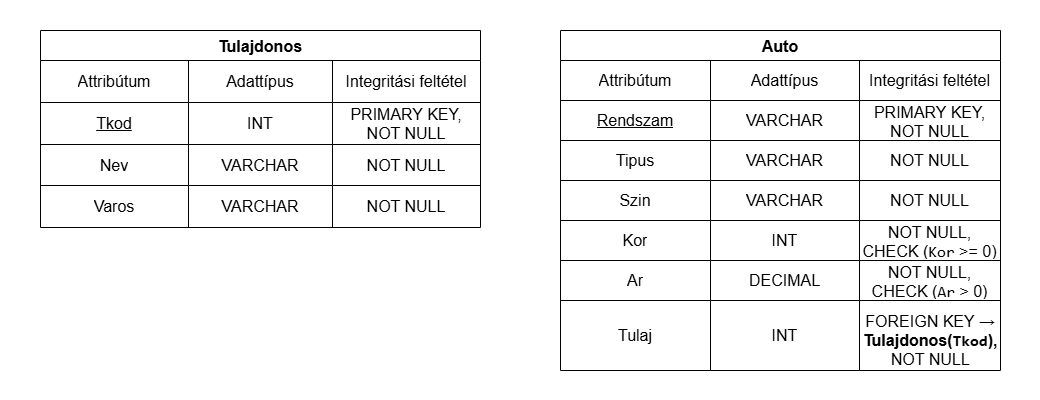 Tulajdonos
Attribútum Adattípus Integritási feltétel
Tkod INT PRIMARY KEY,
NOT NULL
Nev VARCHAR NOT NULL
Varos VARCHAR NOT NULL
Auto
Attribútum Adattípus Integritási feltétel
Rendszam VARCHAR PRIMARY KEY,
NOT NULL
Tipus VARCHAR NOT NULL
Szin VARCHAR NOT NULL
Kor INT NOT NULL,
CHECK (Kor >= 0)
Ar DECIMAL NOT NULL,
CHECK (Ar > 0)
Tulaj INT FOREIGN KEY →
Tulajdonos(Tkod),
NOT NULL